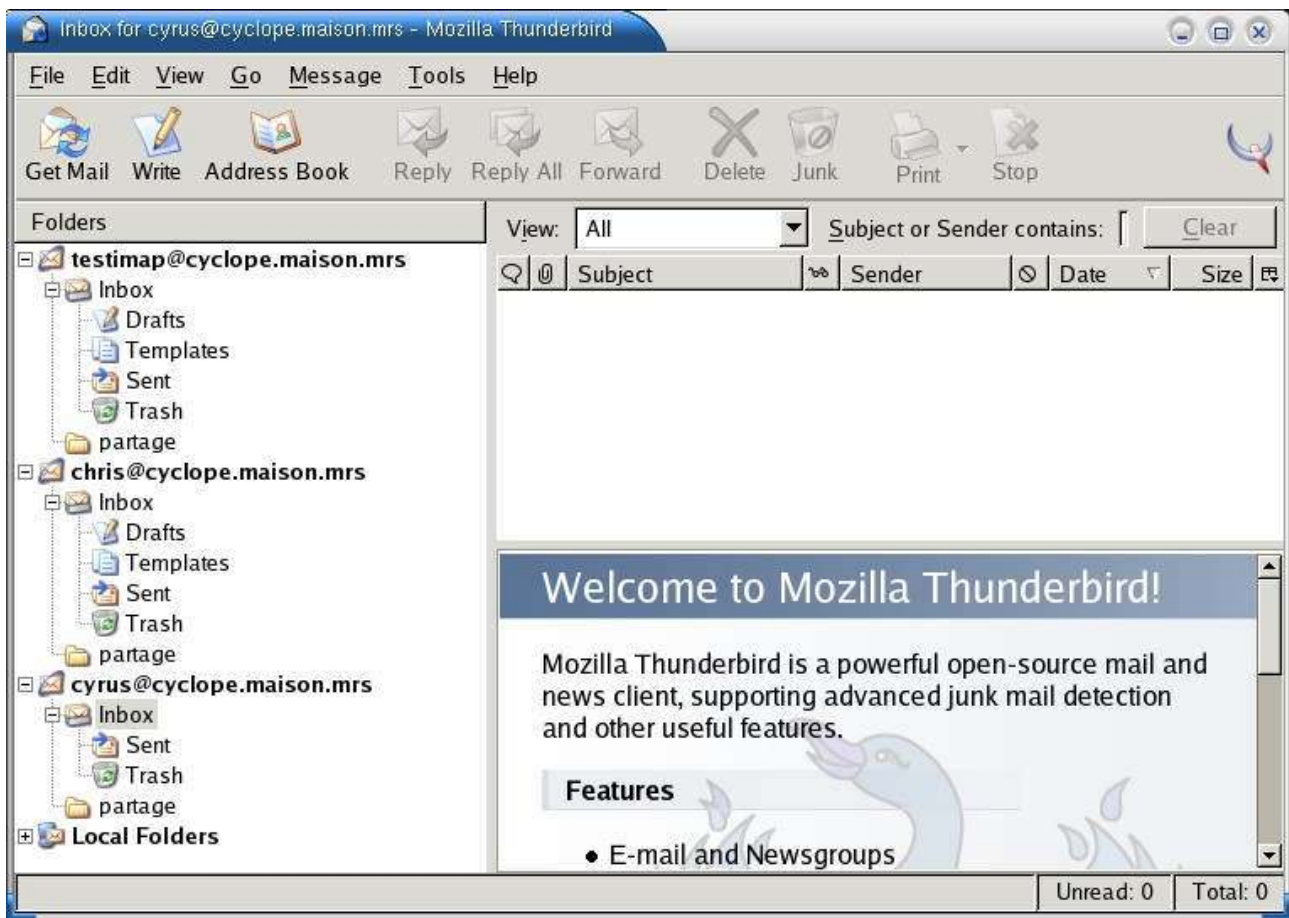 Inbox for cyrus@cyclope.maison.mrs - Mozilla Thunderbird
File Edit View Go Message Tools Help
Get Mail Write Address Book Reply Reply All Forward Delete Junk Print Stop
Folders
testimap@cyclope.maison.mrs
Inbox
Drafts
Templates
Sent
Trash
partage
chris@cyclope.maison.mrs
Inbox
Drafts
Templates
Sent
Trash
partage
cyrus@cyclope.maison.mrs
Inbox
Sent
Trash
partage
Local Folders
View: All Subject or Sender contains: Clear
Subject Sender Date Size
Welcome to Mozilla Thunderbird!
Mozilla Thunderbird is a powerful open-source mail and
news client, supporting advanced junk mail detection
and other useful features.
Features
• E-mail and Newsgroups
Unread: 0 Total: 0